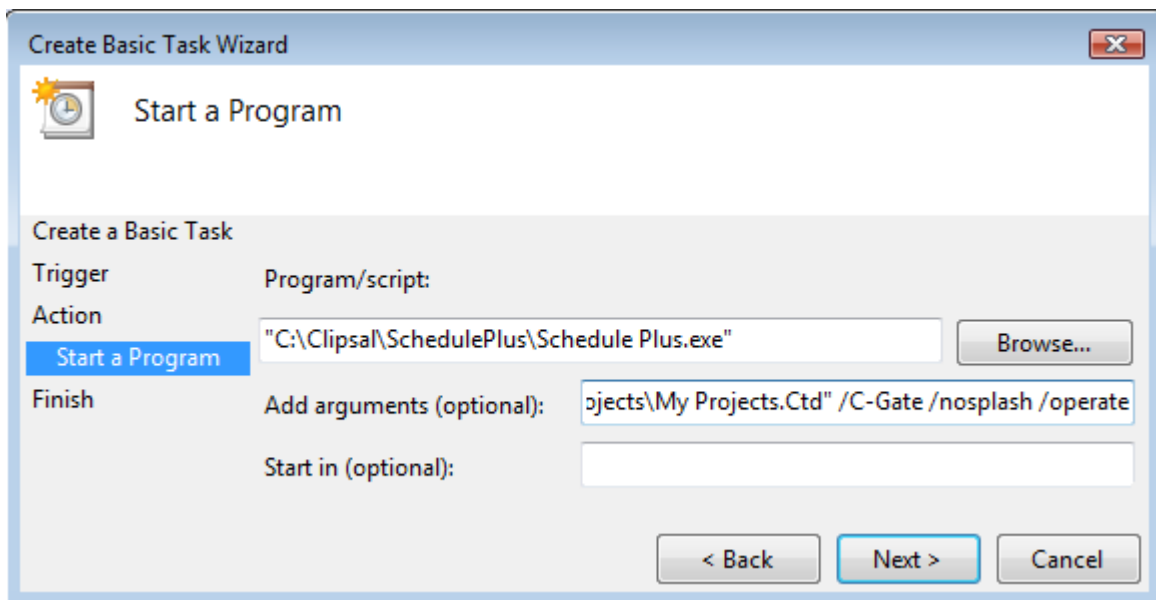 Create Basic Task Wizard
Start a Program
Create a Basic Task
Trigger
Program/script:
Action
"C:\Clipsal\SchedulePlus\Schedule Plus.exe"
Browse...
Start a Program
Finish
Add arguments (optional):
ojects\My Projects.Ctd" /C-Gate /nosplash /operate
Start in (optional):
< Back
Next >
Cancel